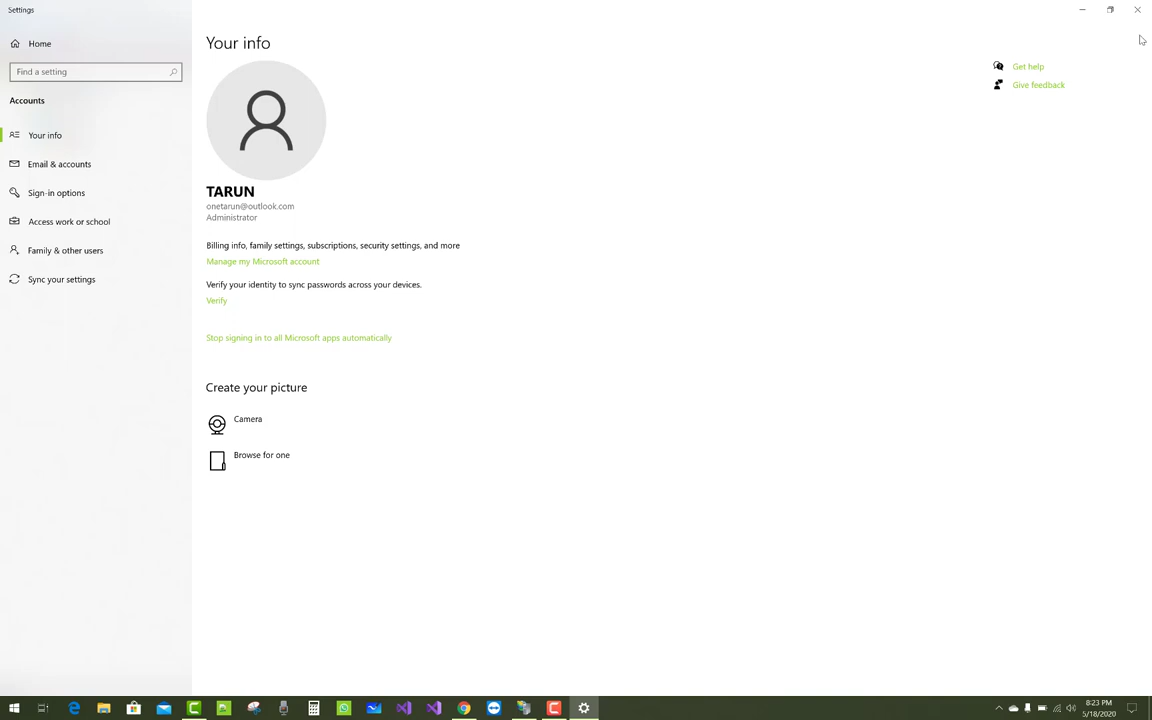 Settings
Home
Find a setting
Accounts
Your info
Email & accounts
Sign-in options
Access work or school
Family & other users
Sync your settings
Your info
TARUN
onetarun@outlook.com
Administrator
Billing info, family settings, subscriptions, security settings, and more
Manage my Microsoft account
Verify your identity to sync passwords across your devices.
Verify
Stop signing in to all Microsoft apps automatically
Create your picture
Camera
Browse for one
Get help
Give feedback
8:23 PM
5/18/2020